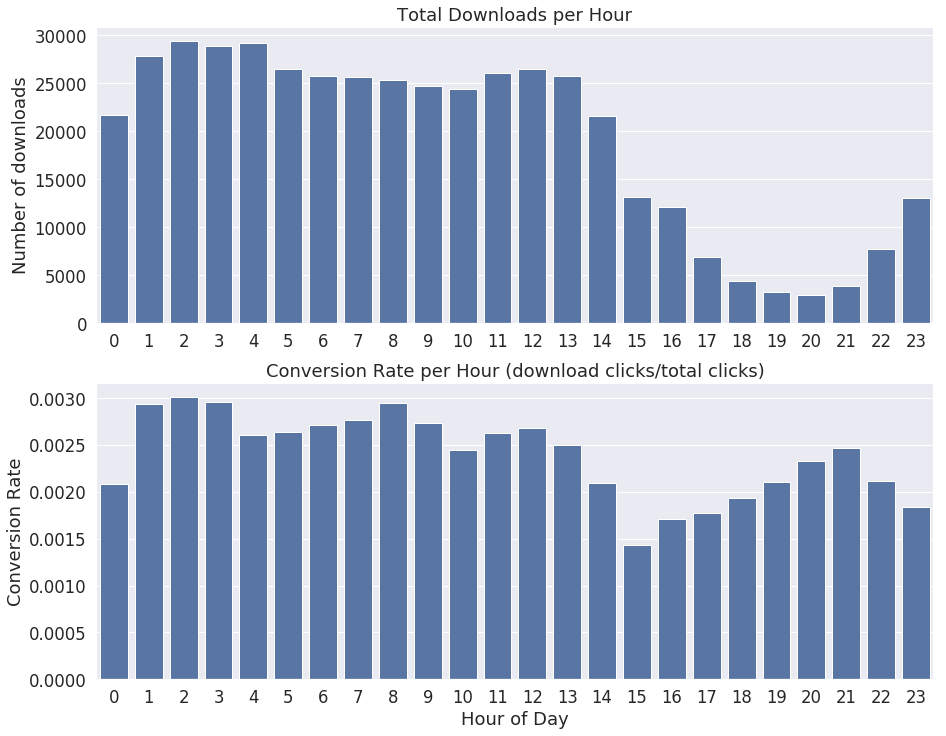 Total Downloads per Hour
Number of downloads
30000
25000
20000
15000
10000
5000
0
0 1 2 3 4 5 6 7 8 9 10 11 12 13 14 15 16 17 18 19 20 21 22 23
Conversion Rate per Hour (download clicks/total clicks)
Conversion Rate
0.0030
0.0025
0.0020
0.0015
0.0010
0.0005
0.0000
0 1 2 3 4 5 6 7 8 9 10 11 12 13 14 15 16 17 18 19 20 21 22 23
Hour of Day